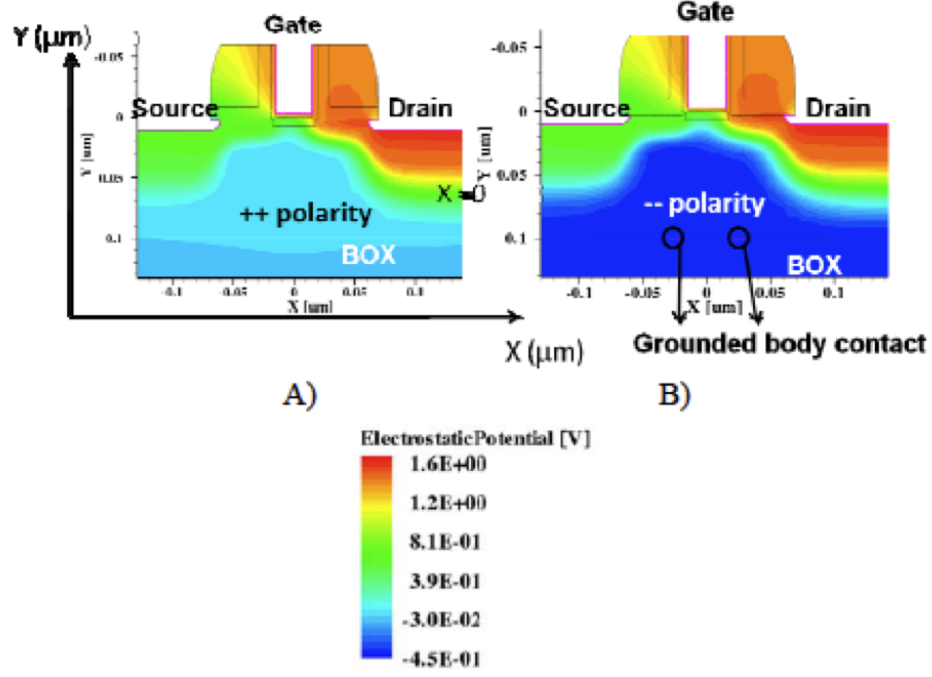 Gate
Gate
Y (µm)
-0.05
0
0.05
0.1
Y [um]
Source
Drain
++ polarity
BOX
X = 0
-0.1
-0.05
0
0.05
0.1
X [um]
-0.05
0
0.05
0.1
Y [um]
Source
Drain
-- polarity
BOX
-0.1
-0.05
0
0.05
0.1
X [um]
X (µm)
Grounded body contact
A)
B)
ElectrostaticPotential [V]
1.6E+00
1.2E+00
8.1E-01
3.9E-01
-3.0E-02
-4.5E-01